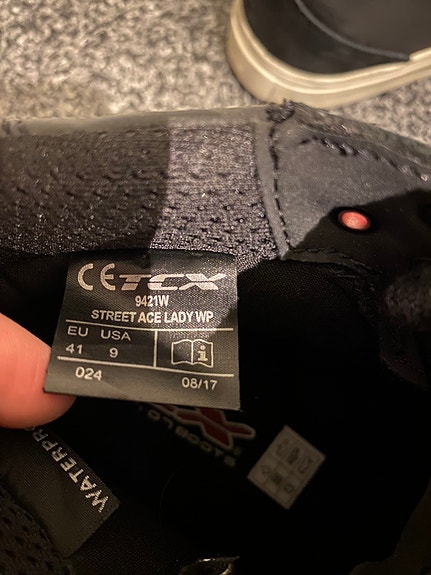 CE TCX
9421W
STREET ACE LADY WP
EU USA
41 9
i
024 08/17